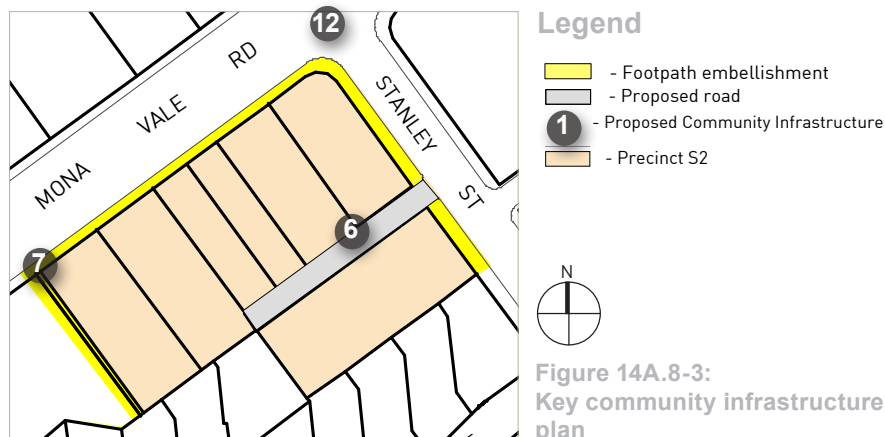 12
MONA VALE RD
STANLEY ST
6
7
Legend
- Footpath embellishment
- Proposed road
1 - Proposed Community Infrastructure
- Precinct S2
N
Figure 14A.8-3:
Key community infrastructure
plan